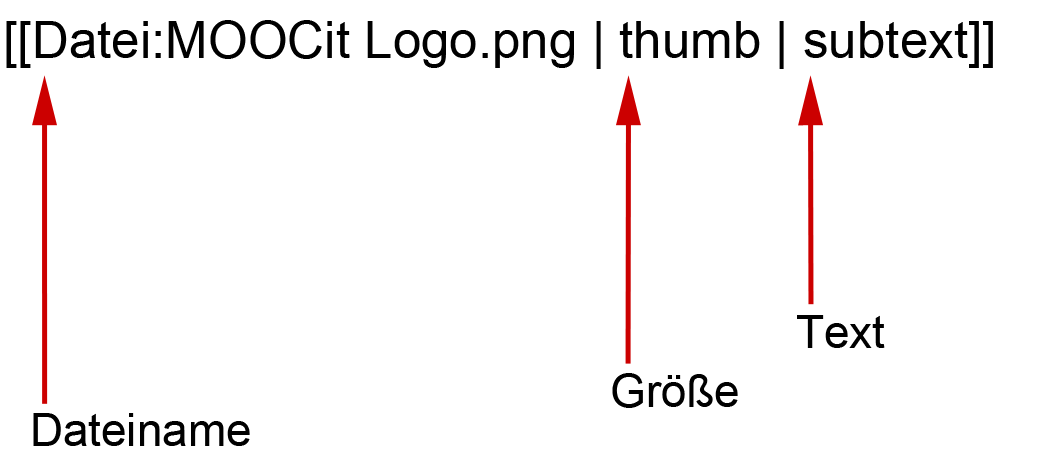 [[Datei:MOOCit Logo.png | thumb | subtext]]
Text
Größe
Dateiname